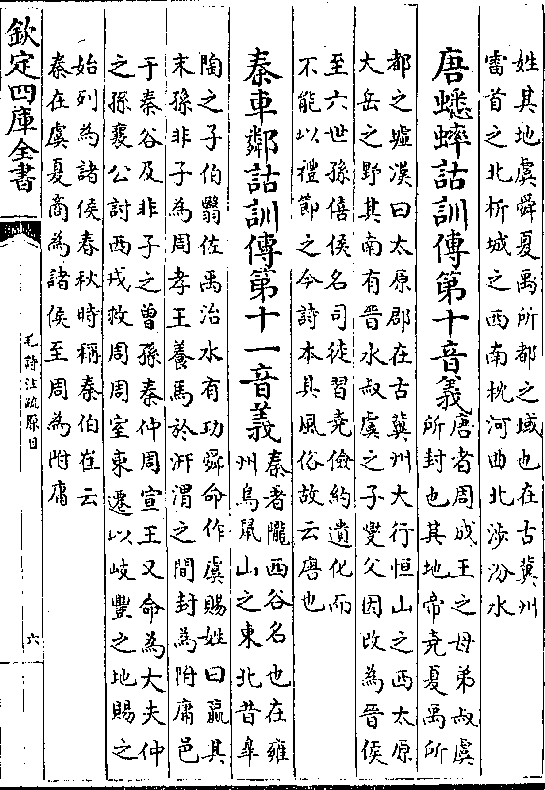 姓其地虞舜夏禹所都之域也在古冀州
雷首之北析城之西南枕河曲北涉汾水
唐蟋蟀詁訓傳第十音義
唐者周成王之母弟叔虞
所封也其地帝堯夏禹所
都之墟漢曰太原郡在古冀州大行恒山之西太原
大岳之野其南有晋水叔虞之子燮父因改為晋侯
至六世孫僖侯名司徒習堯儉約遺化而
不能以禮節之今詩本其風俗故云唐也
秦車鄰詁訓傳第十一音義
秦者隴西谷名也在雍
州鳥鼠山之東北昔臯
陶之子伯翳佐禹治水有功舜命作虞賜姓曰嬴其
末孫非子為周孝王養馬於汧渭之間封為附庸邑
于秦谷及非子之曾孫秦仲周宣王又命為大夫仲
之孫襄公討西戎救周周室東遷以岐豐之地賜之
始列為諸侯春秋時稱秦伯崔云
秦在虞夏商為諸侯至周為附庸
欽定四庫全書
毛詩注疏原目
六